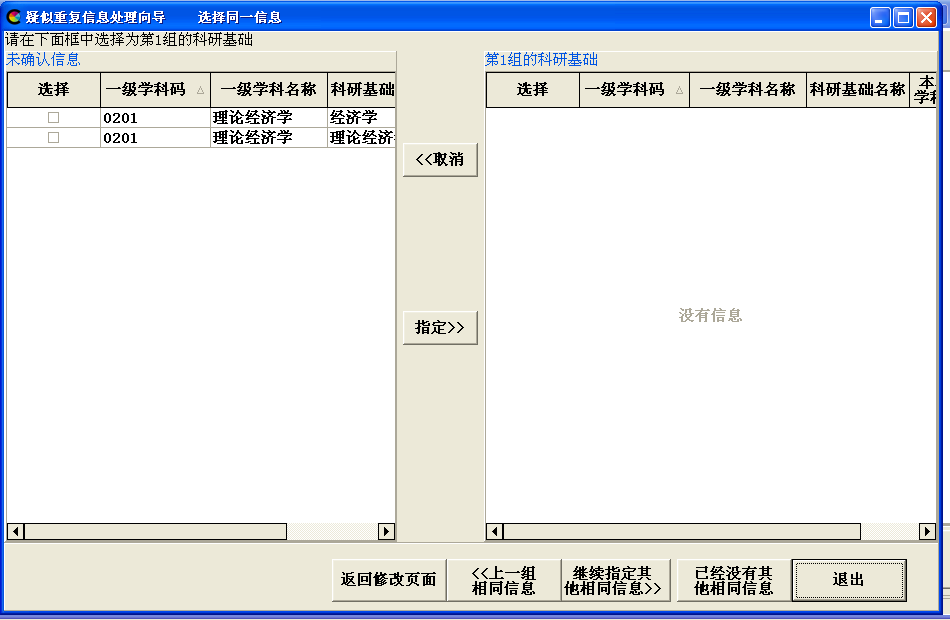 疑似重复信息处理向导 选择同一信息
请在下面框中选择为第1组的科研基础
未确认信息
选择 一级学科码 一级学科名称 科研基础
0201 理论经济学 经济学
0201 理论经济学 理论经济
<<取消
指定>>
第1组的科研基础
选择 一级学科码 一级学科名称 科研基础名称 本
学科
没有信息
返回修改页面
<<上一组
相同信息
继续指定其
他相同信息>>
已经没有其
他相同信息
退出